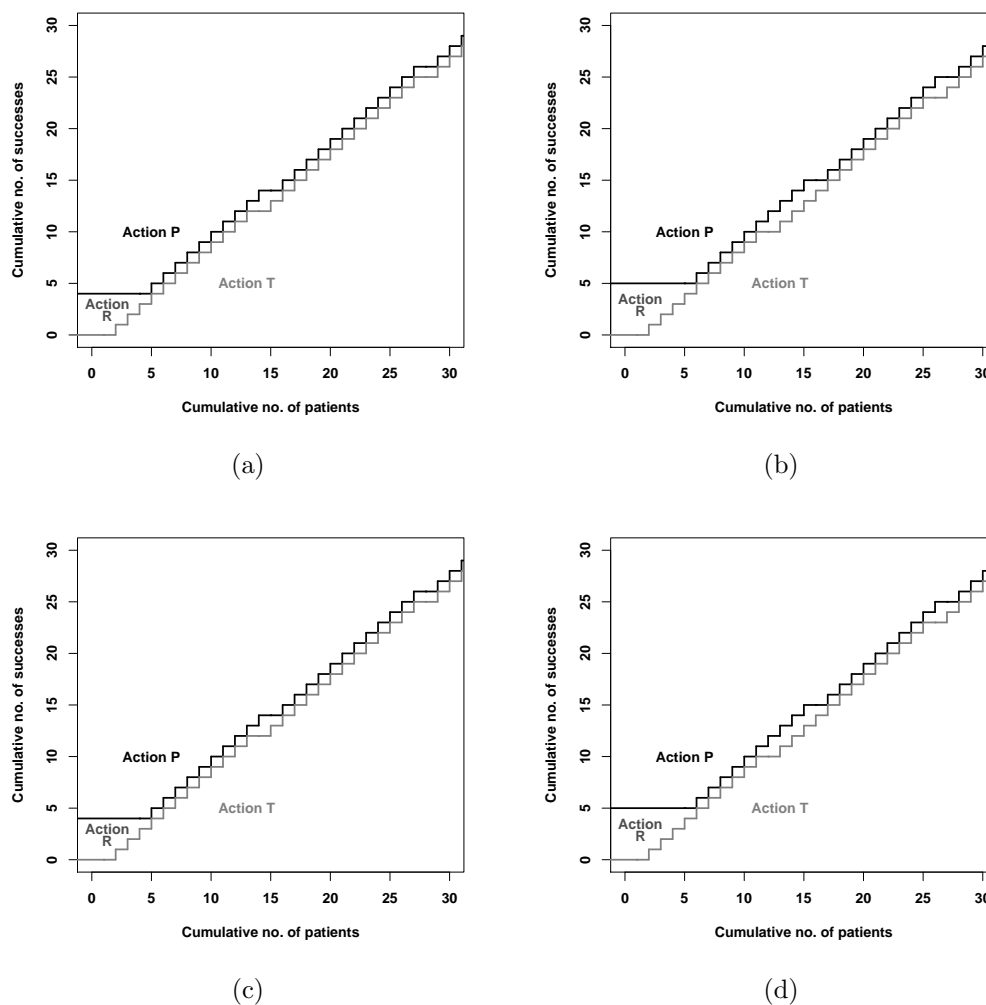 30
25
20
15
10
5
0
Cumulative no. of successes
Action P
Action T
Action
R
0 5 10 15 20 25 30
Cumulative no. of patients
(a)
30
25
20
15
10
5
0
Cumulative no. of successes
Action P
Action T
Action
R
0 5 10 15 20 25 30
Cumulative no. of patients
(b)
30
25
20
15
10
5
0
Cumulative no. of successes
Action P
Action T
Action
R
0 5 10 15 20 25 30
Cumulative no. of patients
(c)
30
25
20
15
10
5
0
Cumulative no. of successes
Action P
Action T
Action
R
0 5 10 15 20 25 30
Cumulative no. of patients
(d)